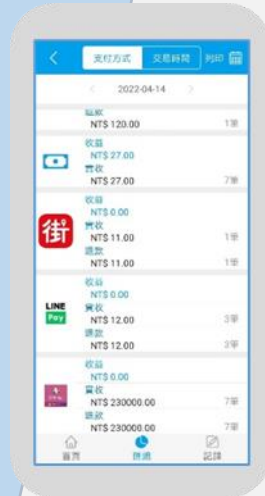 支付方式 交易時間 列印
2022-04-14
退款
NT$ 120.00 1筆
收益
NT$ 27.00
實收
NT$ 27.00 7筆
街
收益
NT$ 0.00
實收
NT$ 11.00 1筆
退款
NT$ 11.00 1筆
LINE
Pay
收益
NT$ 0.00
實收
NT$ 12.00 3筆
退款
NT$ 12.00 3筆
收益
NT$ 0.00
實收
NT$ 230000.00 7筆
退款
NT$ 230000.00 7筆
首頁 記錄